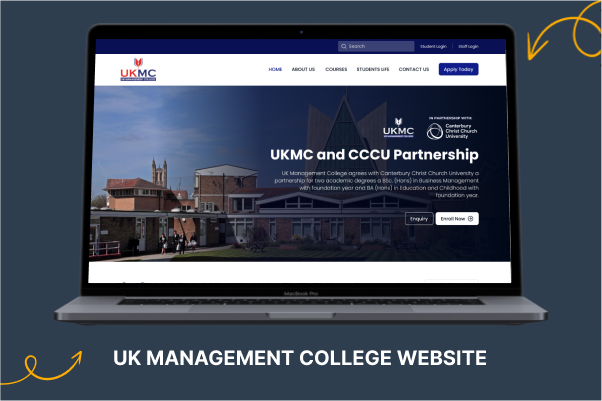 Search
Student Login
Staff Login
UKMC
UK MANAGEMENT COLLEGE
HOME
ABOUT US
COURSES
STUDENTS LIFE
CONTACT US
Apply Today
IN PARTNERSHIP WITH
UKMC
Canterbury
Christ Church
University
UKMC and CCCU Partnership
UK Management College agrees with Canterbury Christ Church University a
partnership for two academic degrees a BSc. (Hons) in Business Management
with foundation year and BA (Hons) in Education and Childhood with
foundation year.
Enquiry
Enroll Now
MacBook Pro
UK MANAGEMENT COLLEGE WEBSITE